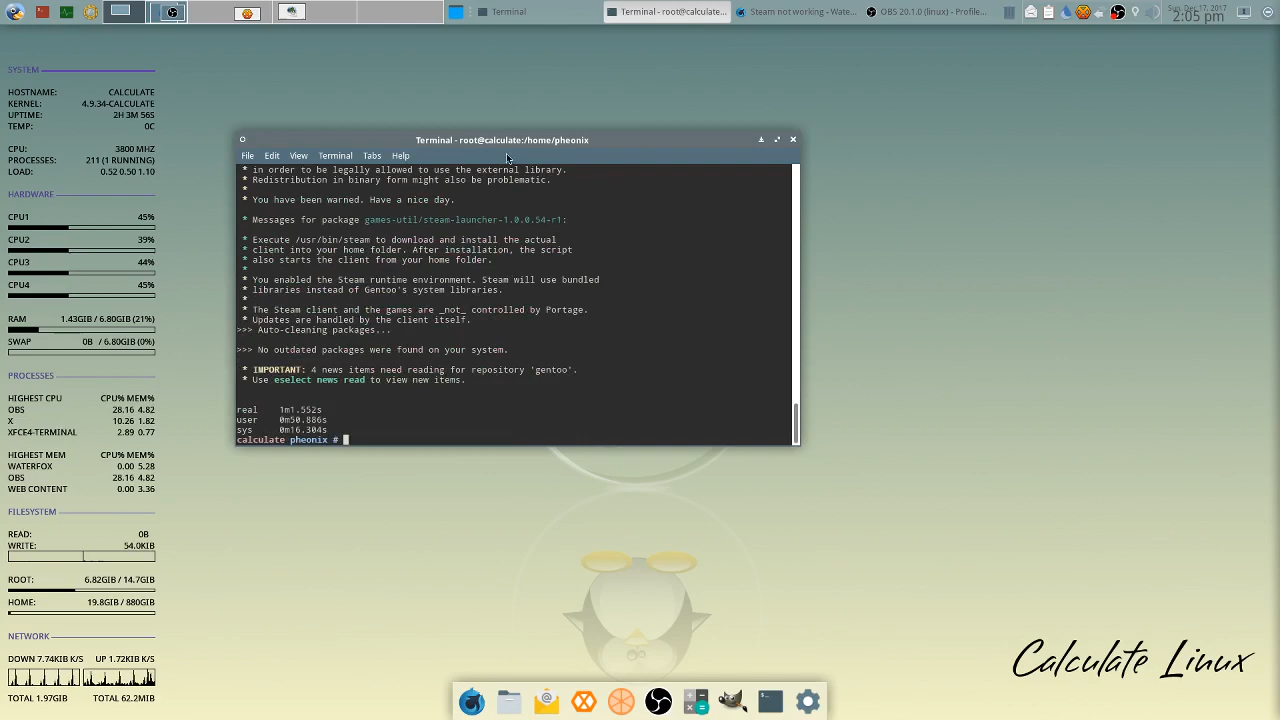 Terminal
Terminal - root@calculate...
Steam not working - Wate...
OBS 20.1.0 (linux) - Profile...
Sun, Dec 17, 2017
2:05 pm
SYSTEM
HOSTNAME: CALCULATE
KERNEL: 4.9.34-CALCULATE
UPTIME: 2H 3M 56S
TEMP: 0C
CPU: 3800 MHZ
PROCESSES: 211 (1 RUNNING)
LOAD: 0.52 0.50 1.10
HARDWARE
CPU1 45%
CPU2 39%
CPU3 44%
CPU4 45%
RAM 1.43GIB / 6.80GIB (21%)
SWAP 0B / 6.80GIB (0%)
PROCESSES
HIGHEST CPU CPU% MEM%
OBS 28.16 4.82
X 10.26 1.82
XFCE4-TERMINAL 2.89 0.77
HIGHEST MEM CPU% MEM%
WATERFOX 0.00 5.28
OBS 28.16 4.82
WEB CONTENT 0.00 3.36
FILESYSTEM
READ: 0B
WRITE: 54.0KIB
ROOT: 6.82GIB / 14.7GIB
HOME: 19.8GIB / 880GIB
NETWORK
DOWN 7.74KIB K/S UP 1.72KIB K/S
TOTAL 1.97GIB TOTAL 62.2MIB
Terminal - root@calculate:/home/pheonix
File Edit View Terminal Tabs Help
* in order to be legally allowed to use the external library.
* Redistribution in binary form might also be problematic.
*
* You have been warned. Have a nice day.
* Messages for package games-util/steam-launcher-1.0.0.54-r1:
* Execute /usr/bin/steam to download and install the actual
* client into your home folder. After installation, the script
* also starts the client from your home folder.
*
* You enabled the Steam runtime environment. Steam will use bundled
* libraries instead of Gentoo's system libraries.
*
* The Steam client and the games are _not_ controlled by Portage.
* Updates are handled by the client itself.
>>> Auto-cleaning packages...
>>> No outdated packages were found on your system.
* IMPORTANT: 4 news items need reading for repository 'gentoo'.
* Use eselect news read to view new items.
real 1m1.552s
user 0m50.886s
sys 0m16.304s
calculate pheonix #
Calculate Linux